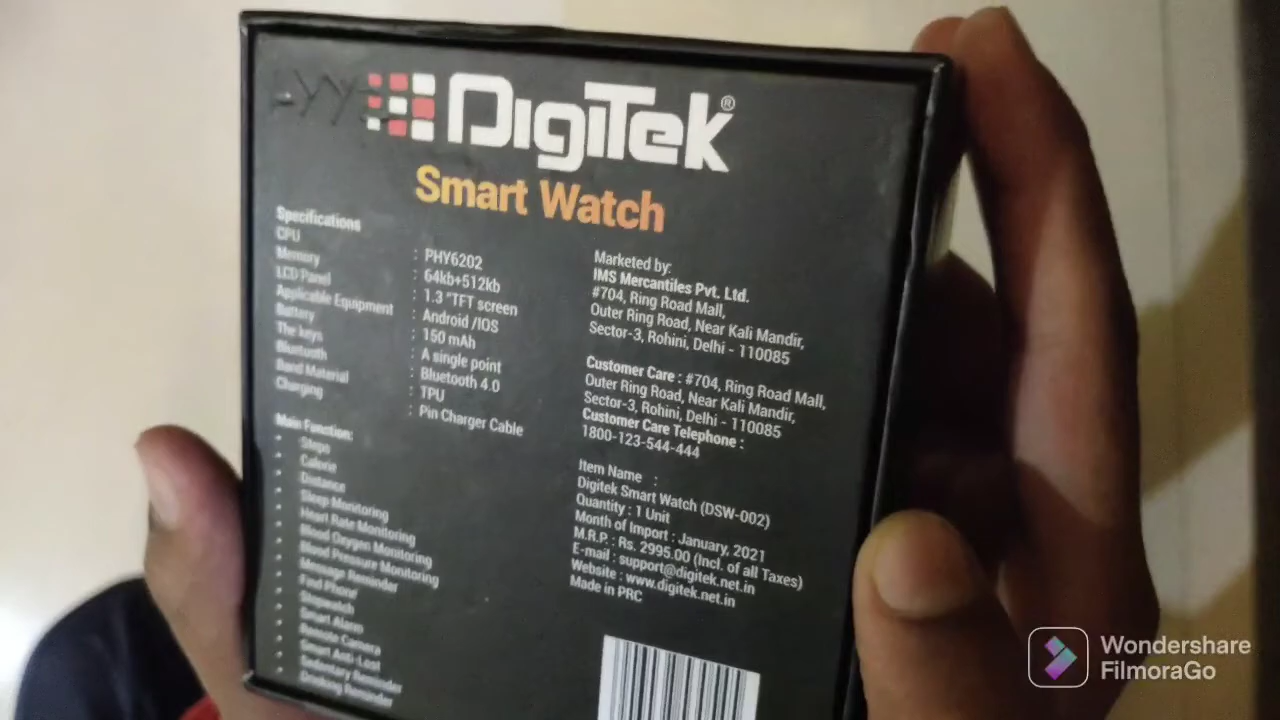 DigiTek®
Smart Watch
Specifications
CPU : PHY6202
Memory : 64kb+512kb
LCD Panel : 1.3 "TFT screen
Applicable Equipment : Android /IOS
Battery : 150 mAh
The keys : A single point
Bluetooth : Bluetooth 4.0
Band Material : TPU
Charging : Pin Charger Cable
Main Function:
• Steps
• Calorie
• Distance
• Sleep Monitoring
• Heart Rate Monitoring
• Blood Oxygen Monitoring
• Blood Pressure Monitoring
• Message Reminder
• Find Phone
• Stopwatch
• Smart Alarm
• Remote Camera
• Smart Anti-Lost
• Sedentary Reminder
• Drinking Reminder
Marketed by:
IMS Mercantiles Pvt. Ltd.
#704, Ring Road Mall,
Outer Ring Road, Near Kali Mandir,
Sector-3, Rohini, Delhi - 110085
Customer Care : #704, Ring Road Mall,
Outer Ring Road, Near Kali Mandir,
Sector-3, Rohini, Delhi - 110085
Customer Care Telephone :
1800-123-544-444
Item Name :
Digitek Smart Watch (DSW-002)
Quantity : 1 Unit
Month of Import : January, 2021
M.R.P. : Rs. 2995.00 (Incl. of all Taxes)
E-mail : support@digitek.net.in
Website : www.digitek.net.in
Made in PRC
Wondershare
FilmoraGo